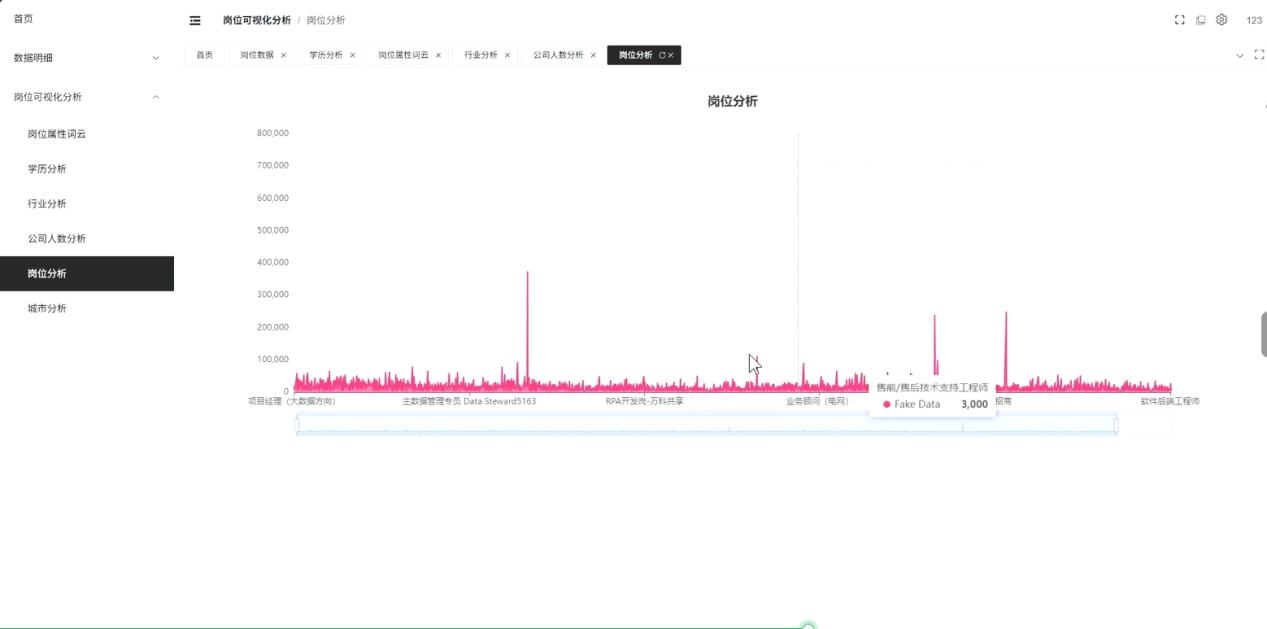 首页
数据明细
岗位可视化分析
岗位属性词云
学历分析
行业分析
公司人数分析
岗位分析
城市分析
岗位可视化分析 / 岗位分析
123
首页 岗位数据 × 学历分析 × 岗位属性词云 × 行业分析 × 公司人数分析 × 岗位分析 ×
岗位分析
800,000
700,000
600,000
500,000
400,000
300,000
200,000
100,000
0
项目经理（大数据方向） 主数据管理专员 Data Steward5163 RPA开发岗-万科共享 业务顾问（电网） 招商 软件后端工程师
售前/售后技术支持工程师
Fake Data 3,000